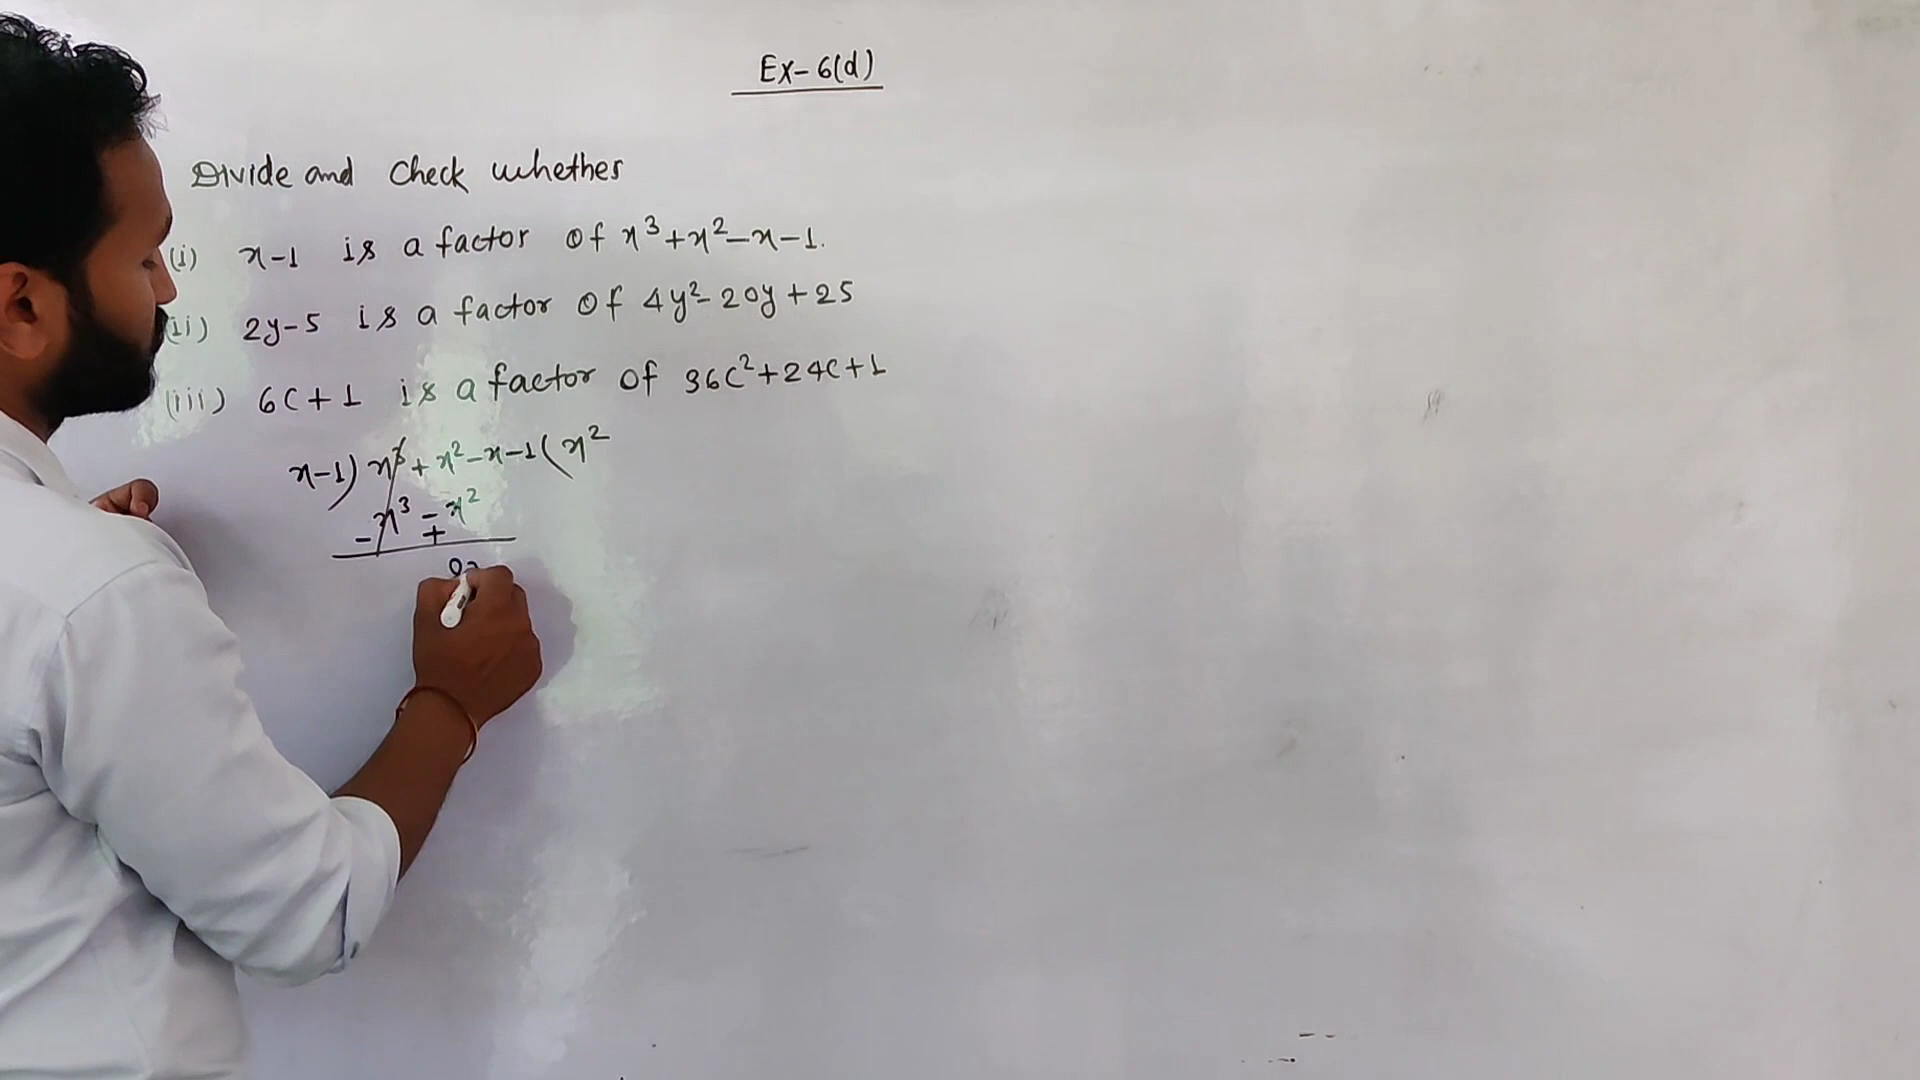 Ex-6(d)
Divide and Check whether
(i) x-1 is a factor of x³+x²-x-1.
(ii) 2y-5 is a factor of 4y²-20y+25
(iii) 6C+1 is a factor of 36C²+24C+1
x-1) x³+x²-x-1( x²
x³ - x²
- +